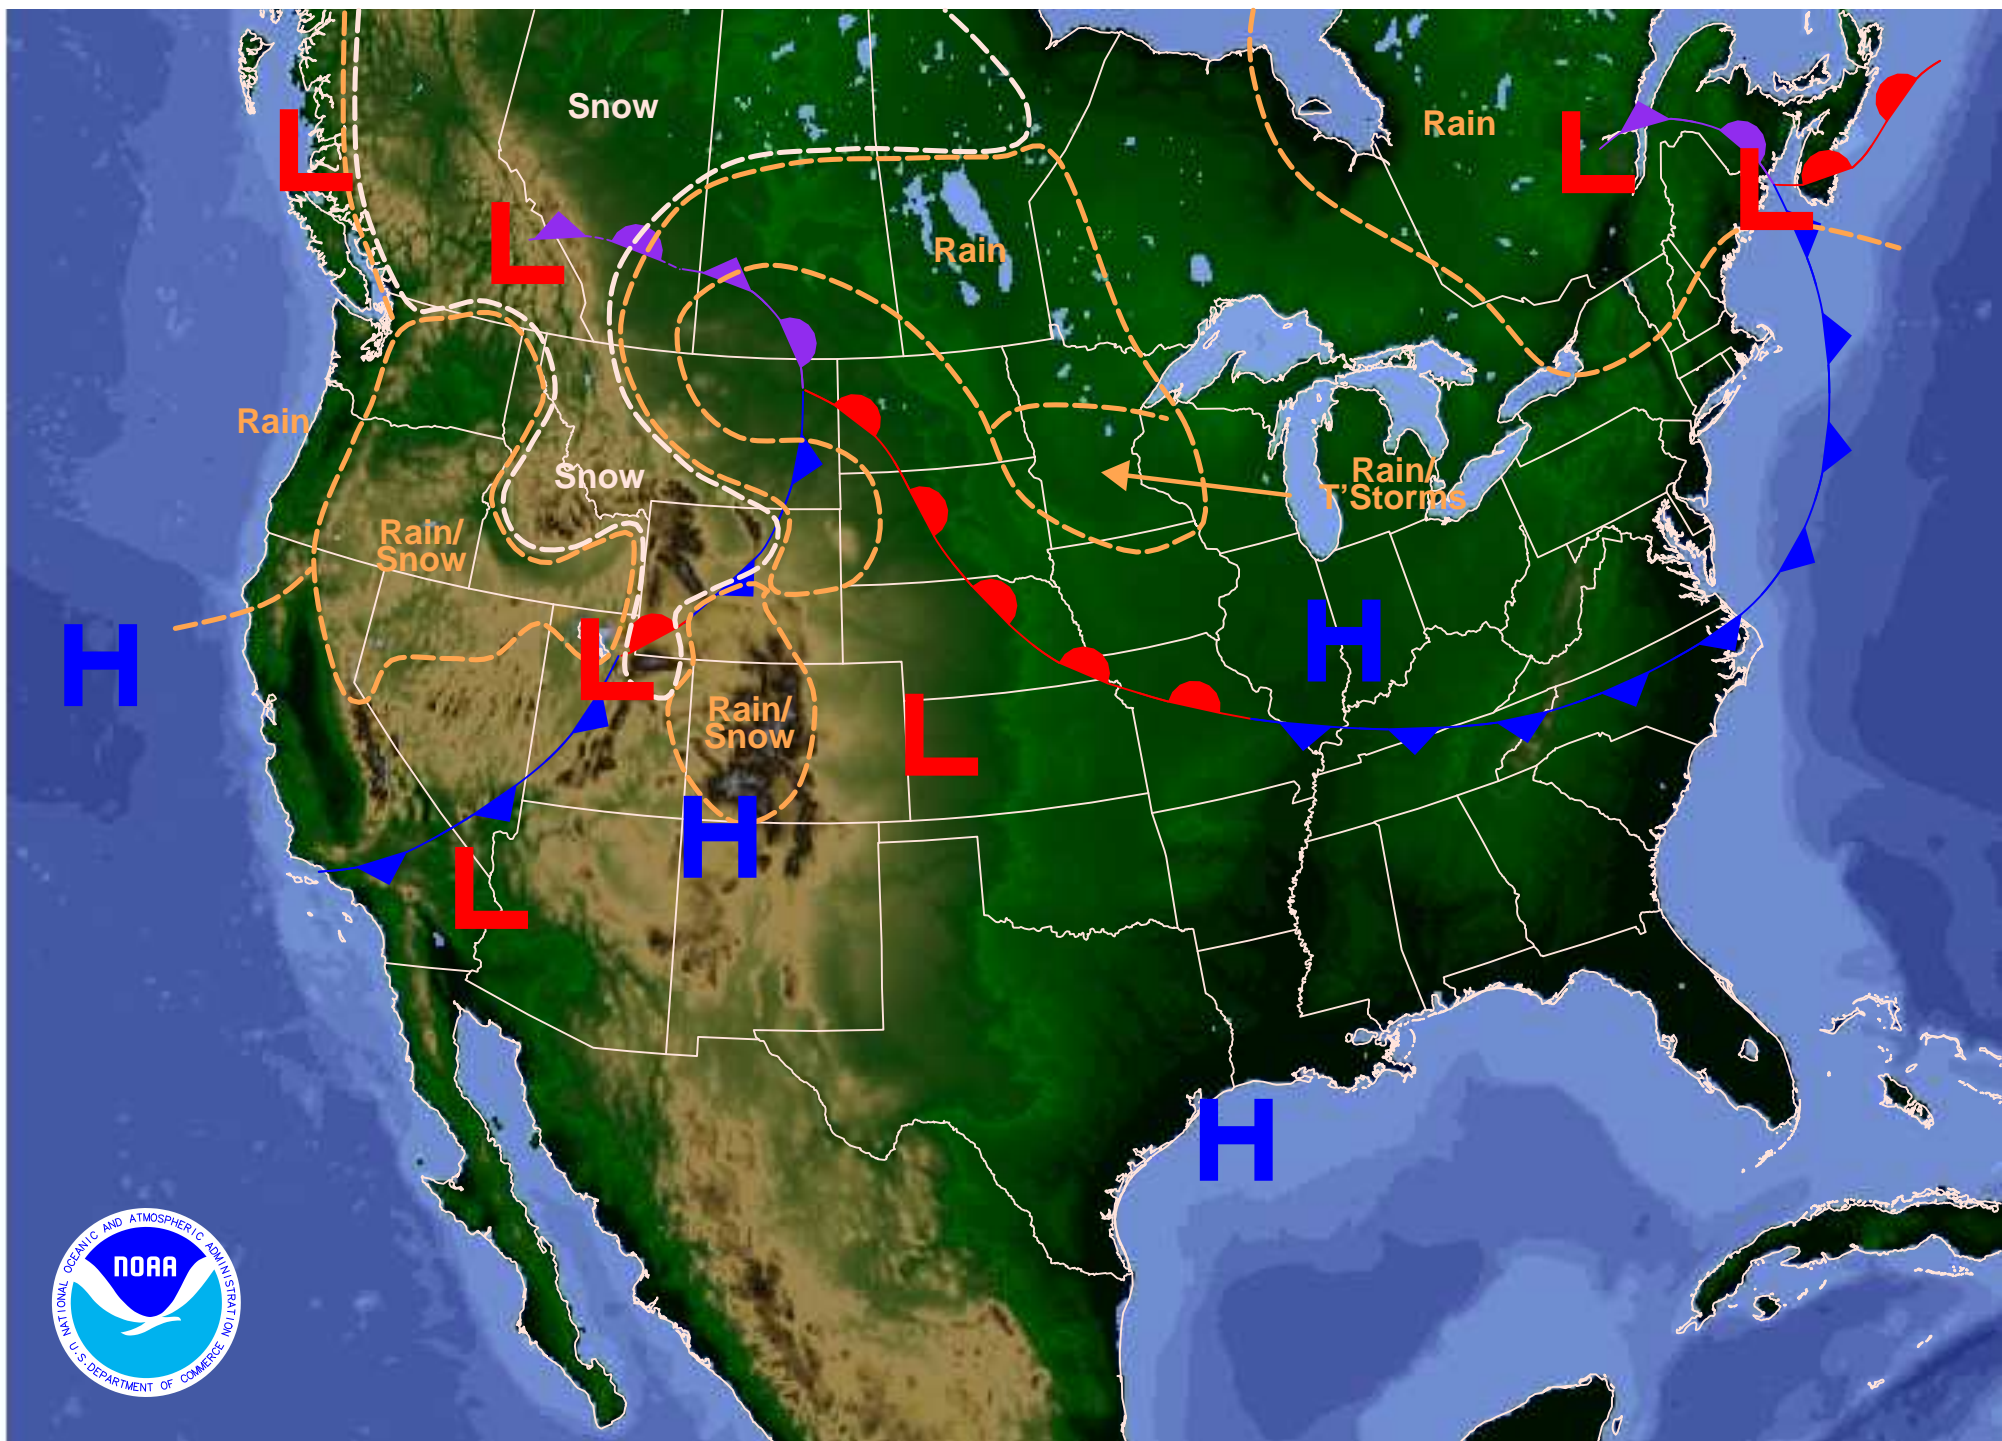 Snow
Rain
L
L
L
L
Rain
Rain
Rain/
T'Storms
Snow
Rain/
Snow
H
H
L
L
Rain/
Snow
H
L
H
NATIONAL OCEANIC AND ATMOSPHERIC ADMINISTRATION
NOAA
U.S. DEPARTMENT OF COMMERCE